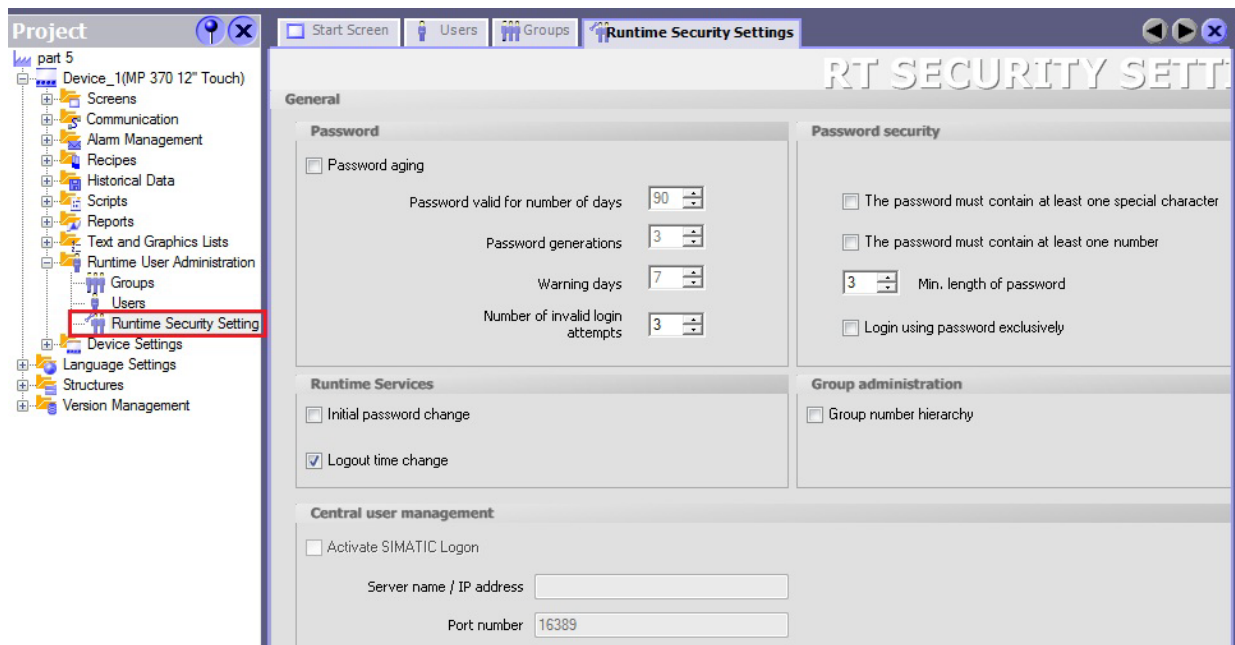 Project
part 5
Device_1(MP 370 12" Touch)
Screens
Communication
Alarm Management
Recipes
Historical Data
Scripts
Reports
Text and Graphics Lists
Runtime User Administration
Groups
Users
Runtime Security Setting
Device Settings
Language Settings
Structures
Version Management
Start Screen
Users
Groups
Runtime Security Settings
RT SECURITY SETT
General
Password
Password aging
Password valid for number of days 90
Password generations 3
Warning days 7
Number of invalid login
attempts 3
Password security
The password must contain at least one special character
The password must contain at least one number
3 Min. length of password
Login using password exclusively
Runtime Services
Initial password change
Logout time change
Group administration
Group number hierarchy
Central user management
Activate SIMATIC Logon
Server name / IP address
Port number 16389